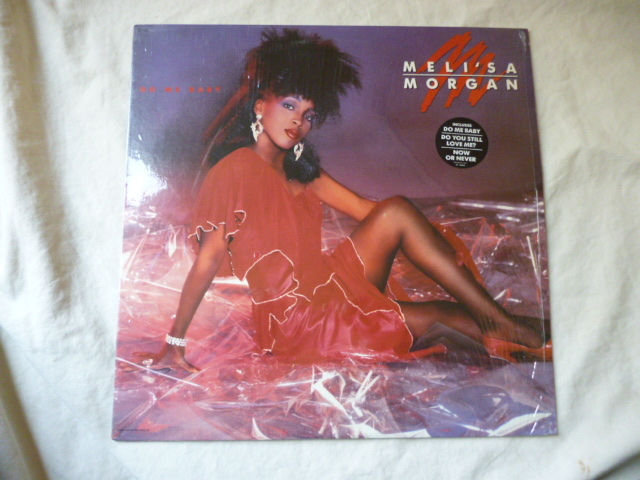 DO ME BABY
MELI'SA
MORGAN
INCLUDES
DO ME BABY
DO YOU STILL
LOVE ME?
NOW
OR NEVER